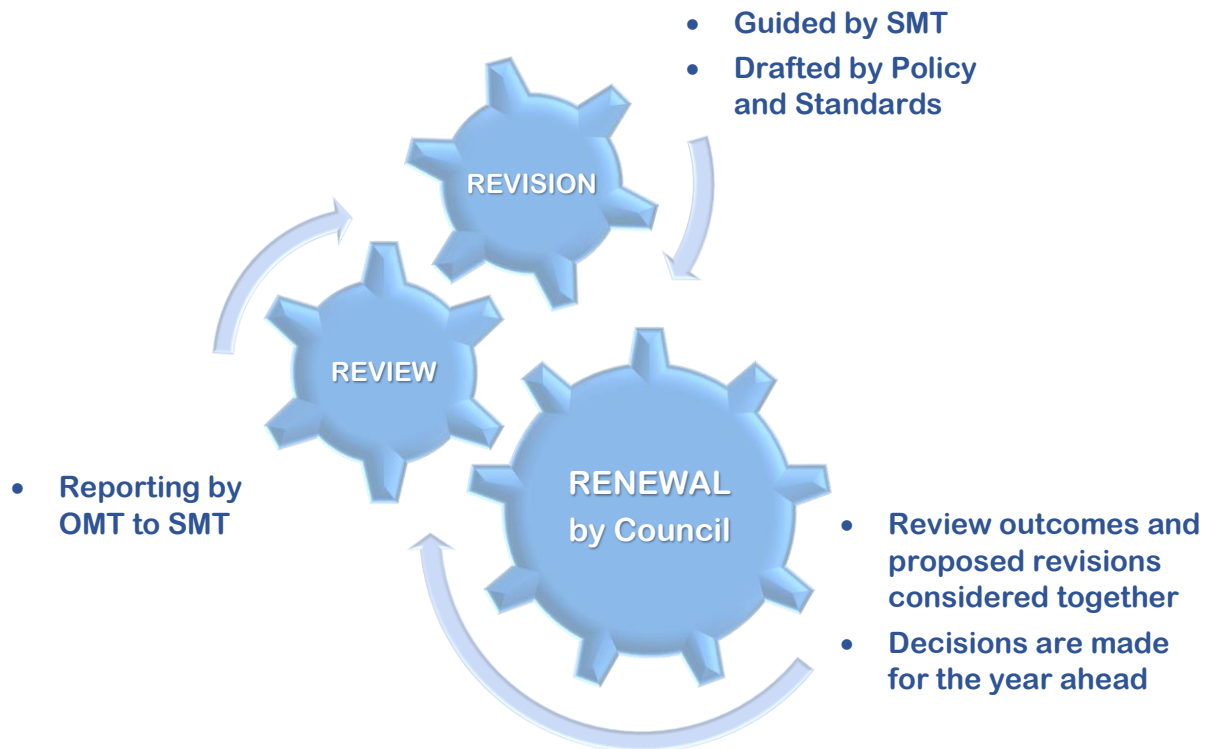 • Guided by SMT
• Drafted by Policy
and Standards
REVISION
REVIEW
• Reporting by
OMT to SMT
RENEWAL
by Council
• Review outcomes and
proposed revisions
considered together
• Decisions are made
for the year ahead